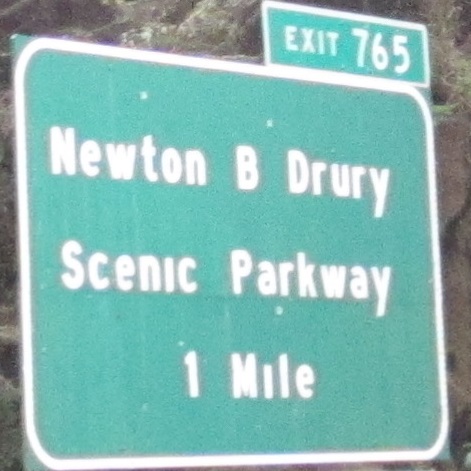 EXIT 765
Newton B Drury
Scenic Parkway
1 Mile